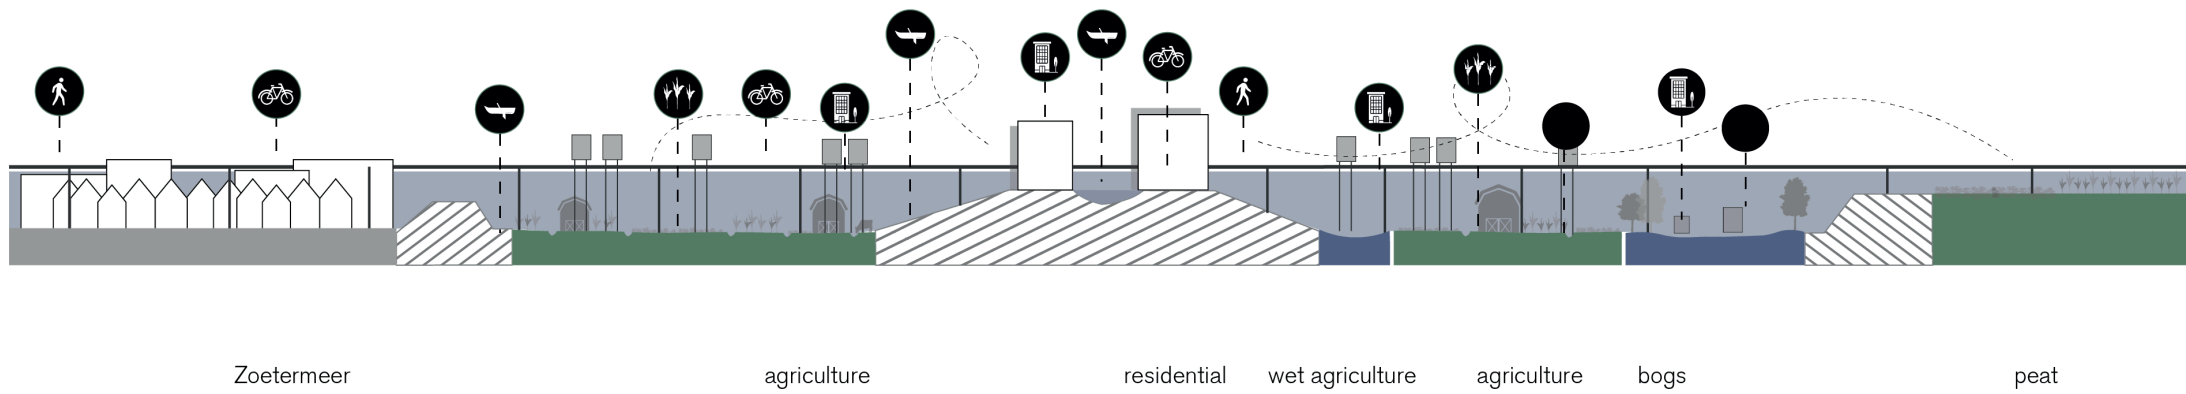 Zoetermeer
agriculture
residential
wet agriculture
agriculture
bogs
peat